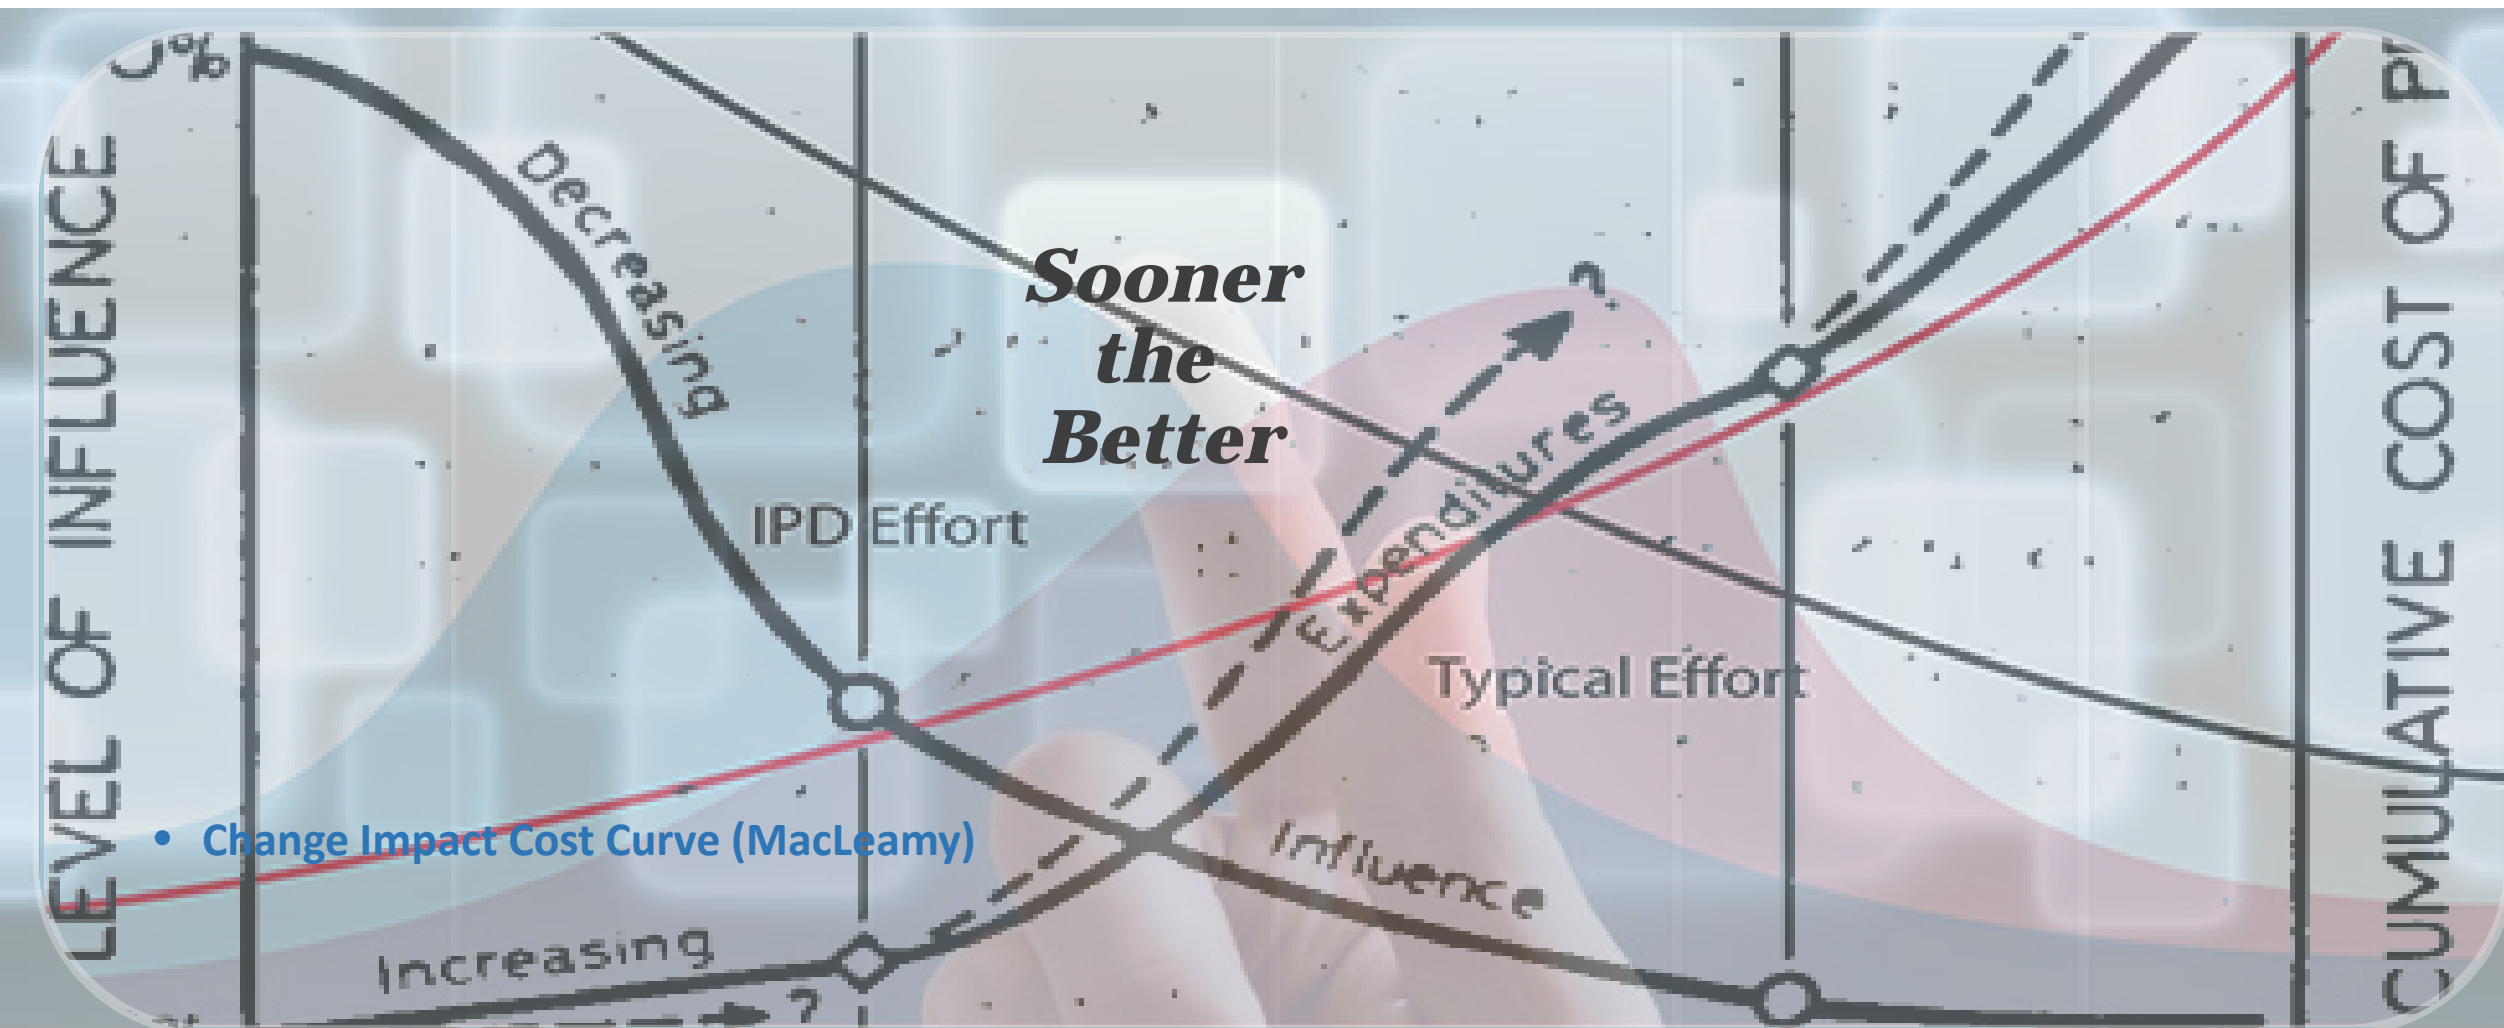 LEVEL OF INFLUENCE
Decreasing
Sooner
the
Better
?
Expenditures
IPD Effort
Typical Effort
• Change Impact Cost Curve (MacLeamy)
Influence
Increasing
?
CUMULATIVE COST OF